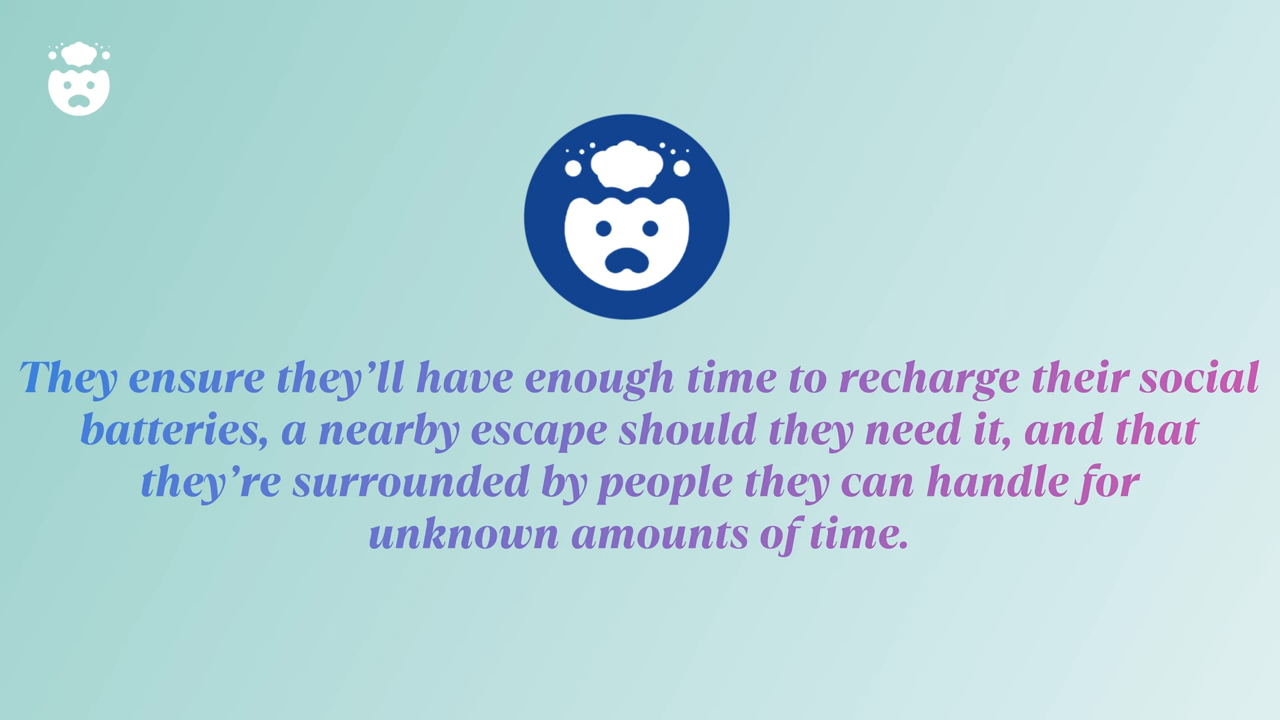 They ensure they’ll have enough time to recharge their social
batteries, a nearby escape should they need it, and that
they’re surrounded by people they can handle for
unknown amounts of time.